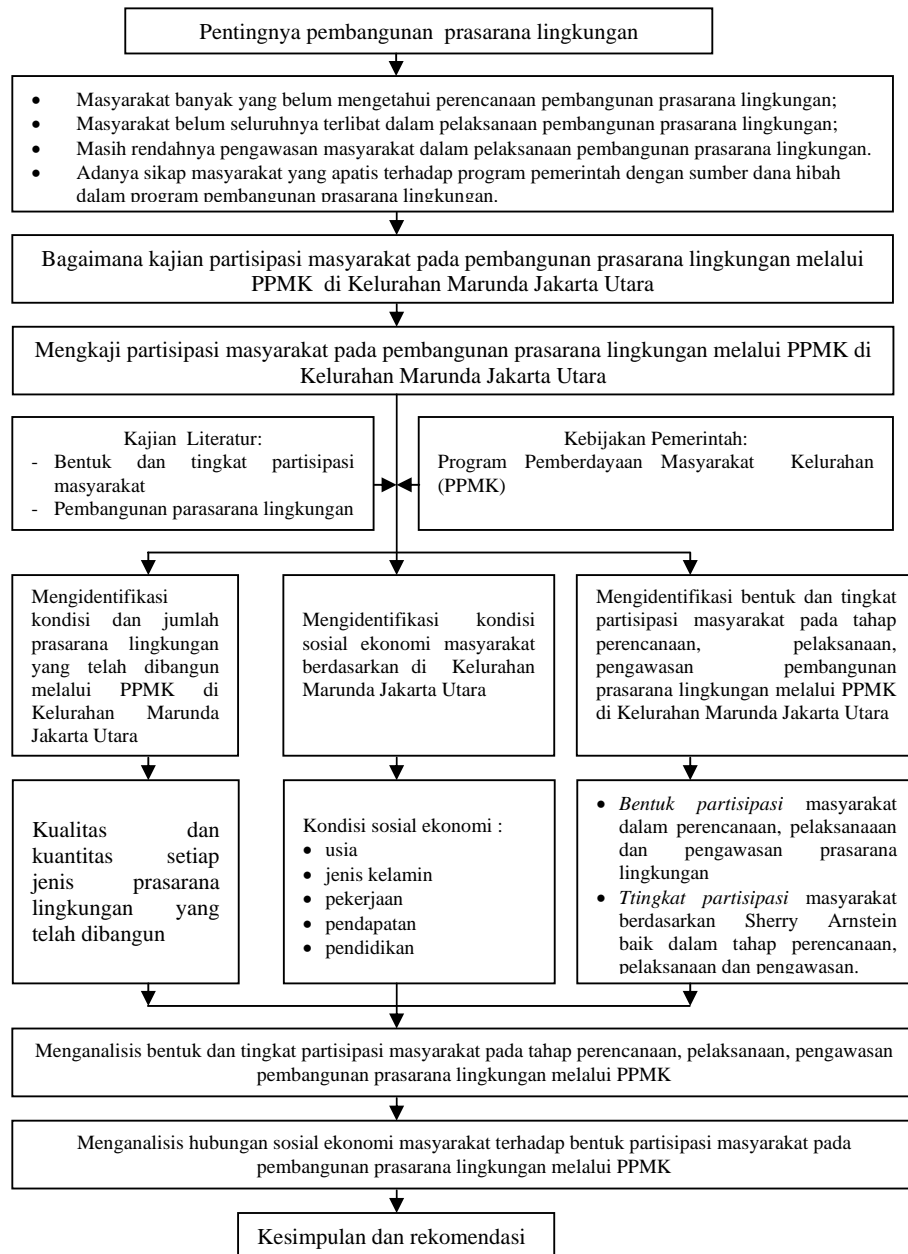 Pentingnya pembangunan prasarana lingkungan
• Masyarakat banyak yang belum mengetahui perencanaan pembangunan prasarana lingkungan;
• Masyarakat belum seluruhnya terlibat dalam pelaksanaan pembangunan prasarana lingkungan;
• Masih rendahnya pengawasan masyarakat dalam pelaksanaan pembangunan prasarana lingkungan.
• Adanya sikap masyarakat yang apatis terhadap program pemerintah dengan sumber dana hibah
dalam program pembangunan prasarana lingkungan.
Bagaimana kajian partisipasi masyarakat pada pembangunan prasarana lingkungan melalui
PPMK di Kelurahan Marunda Jakarta Utara
Mengkaji partisipasi masyarakat pada pembangunan prasarana lingkungan melalui PPMK di
Kelurahan Marunda Jakarta Utara
Kajian Literatur:
- Bentuk dan tingkat partisipasi
masyarakat
- Pembangunan parasarana lingkungan
Kebijakan Pemerintah:
Program Pemberdayaan Masyarakat Kelurahan
(PPMK)
Mengidentifikasi
kondisi dan jumlah
prasarana lingkungan
yang telah dibangun
melalui PPMK di
Kelurahan Marunda
Jakarta Utara
Mengidentifikasi kondisi
sosial ekonomi masyarakat
berdasarkan di Kelurahan
Marunda Jakarta Utara
Mengidentifikasi bentuk dan tingkat
partisipasi masyarakat pada tahap
perencanaan, pelaksanaan,
pengawasan pembangunan
prasarana lingkungan melalui PPMK
di Kelurahan Marunda Jakarta Utara
Kualitas dan
kuantitas setiap
jenis prasarana
lingkungan yang
telah dibangun
Kondisi sosial ekonomi :
• usia
• jenis kelamin
• pekerjaan
• pendapatan
• pendidikan
• Bentuk partisipasi masyarakat
dalam perencanaan, pelaksanaaan
dan pengawasan prasarana
lingkungan
• Ttingkat partisipasi masyarakat
berdasarkan Sherry Arnstein
baik dalam tahap perencanaan,
pelaksanaan dan pengawasan.
Menganalisis bentuk dan tingkat partisipasi masyarakat pada tahap perencanaan, pelaksanaan, pengawasan
pembangunan prasarana lingkungan melalui PPMK
Menganalisis hubungan sosial ekonomi masyarakat terhadap bentuk partisipasi masyarakat pada
pembangunan prasarana lingkungan melalui PPMK
Kesimpulan dan rekomendasi